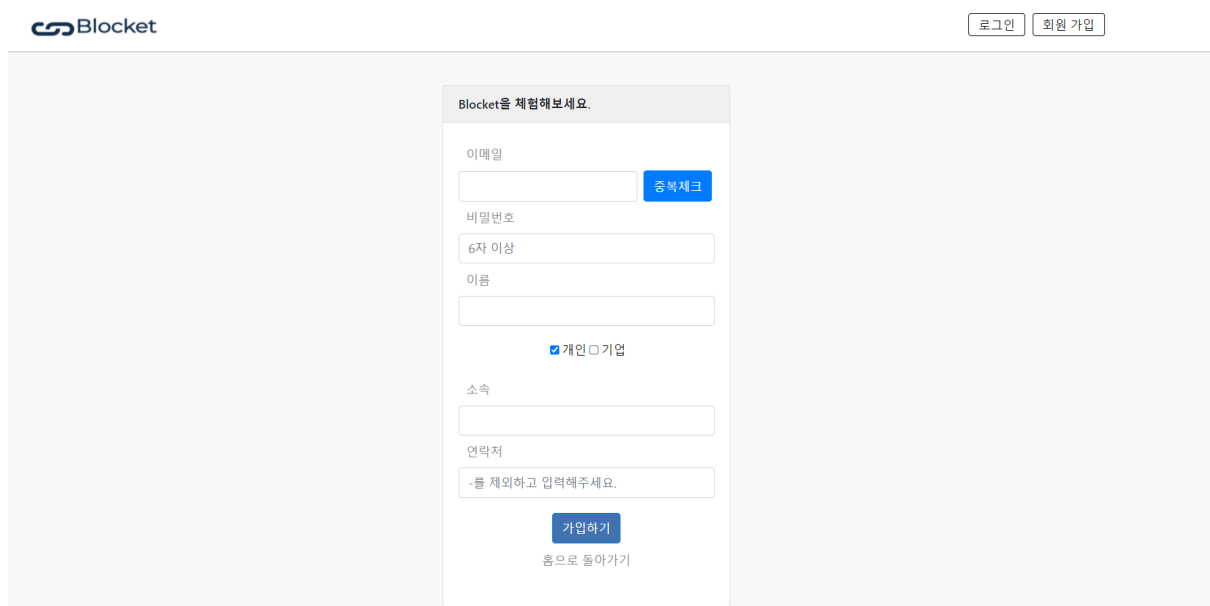 Blocket
로그인 회원 가입
Blocket을 체험해보세요.
이메일
중복체크
비밀번호
6자 이상
이름
개인 기업
소속
연락처
-를 제외하고 입력해주세요.
가입하기
홈으로 돌아가기